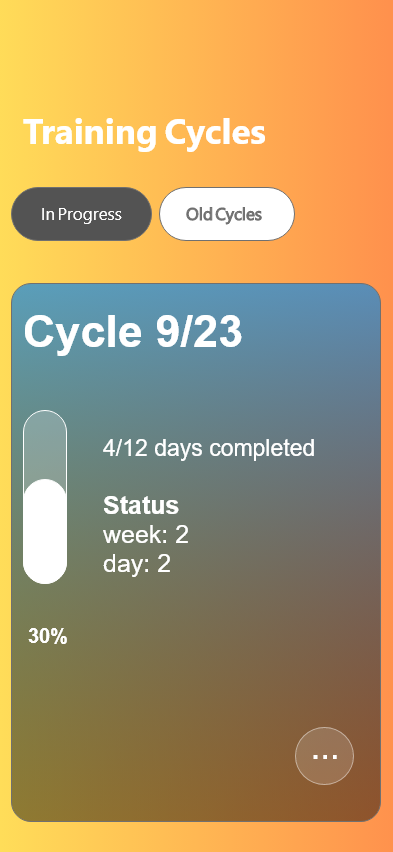 Training Cycles
In Progress
Old Cycles
Cycle 9/23
4/12 days completed
Status
week: 2
day: 2
30%
...